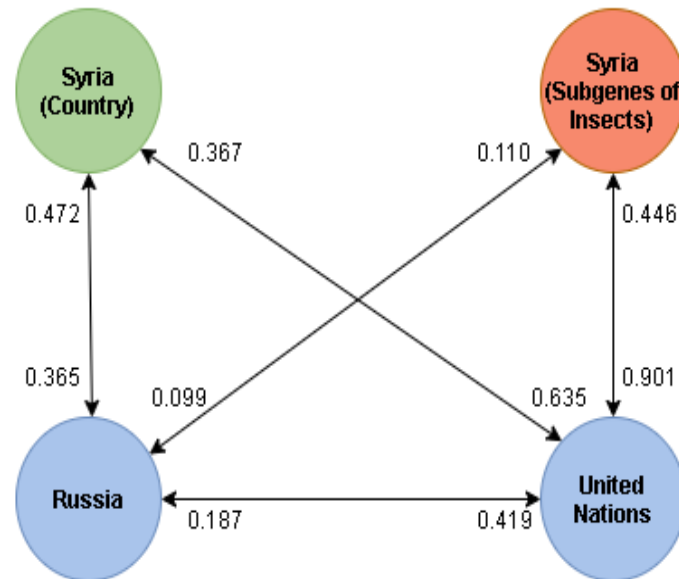 Syria
(Country)
Syria
(Subgenes of
Insects)
0.367
0.110
0.472
0.446
0.365
0.099
0.635
0.901
Russia
United
Nations
0.187
0.419